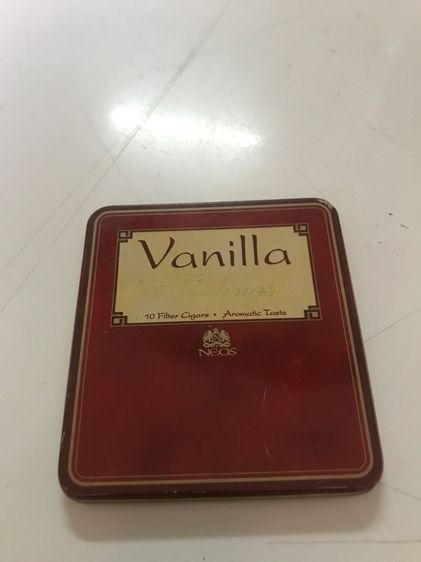 Vanilla
Feelings
10 Filter Cigars • Aromatic Taste
NEOS